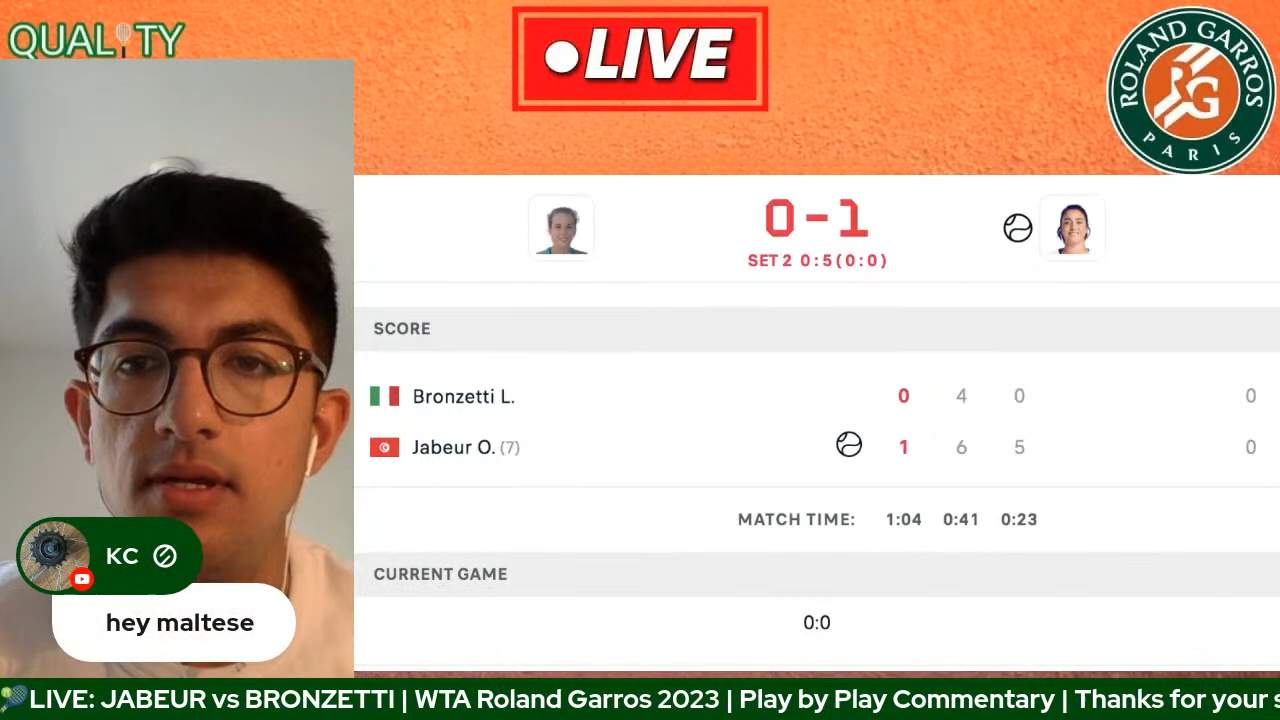 QUALITY
LIVE
ROLAND GARROS
RG
PARIS
0-1
SET 2 0:5(0:0)
SCORE
Bronzetti L. 0 4 0 0
Jabeur O. (7) 1 6 5 0
MATCH TIME: 1:04 0:41 0:23
CURRENT GAME
0:0
KC
hey maltese
LIVE: JABEUR vs BRONZETTI | WTA Roland Garros 2023 | Play by Play Commentary | Thanks for your s